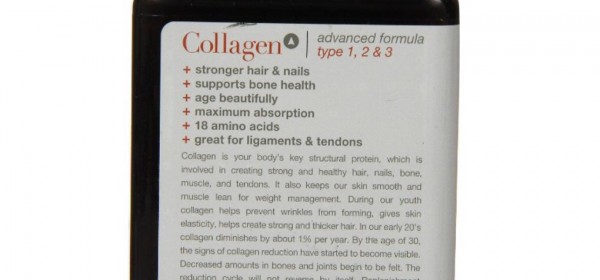 Collagen advanced formula
type 1, 2 & 3
+ stronger hair & nails
+ supports bone health
+ age beautifully
+ maximum absorption
+ 18 amino acids
+ great for ligaments & tendons
Collagen is your body's key structural protein, which is
involved in creating strong and healthy hair, nails, bone,
muscle, and tendons. It also keeps our skin smooth and
muscle lean for weight management. During our youth
collagen helps prevent wrinkles from forming, gives skin
elasticity, helps create strong and thicker hair. In our early 20's
collagen diminishes by about 1% per year. By the age of 30,
the signs of collagen reduction have started to become visible.
Decreased amounts in bones and joints begin to be felt. The
reduction cycle will not reverse by itself.